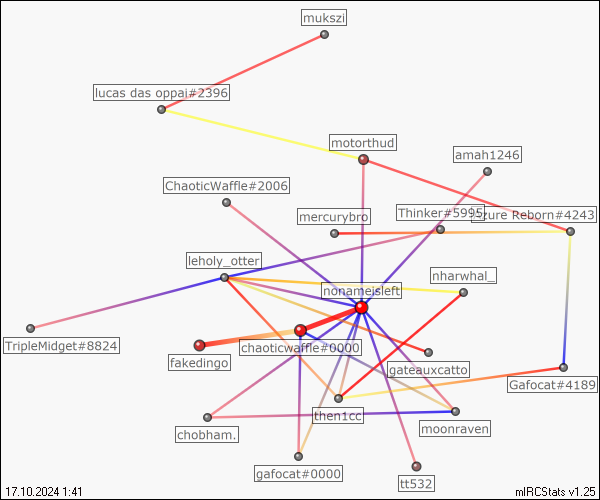 mukszi
lucas das oppai#2396
motorthud
amah1246
ChaoticWaffle#2006
mercurybro
Thinker#5995
zure Reborn#4243
leholy_otter
nharwhal_
nonameisleft
TripleMidget#8824
fakedingo
chaoticwaffle#0000
gateauxcatto
Gafocat#4189
then1cc
chobham.
moonraven
gafocat#0000
tt532
17.10.2024 1:41
mIRCStats v1.25